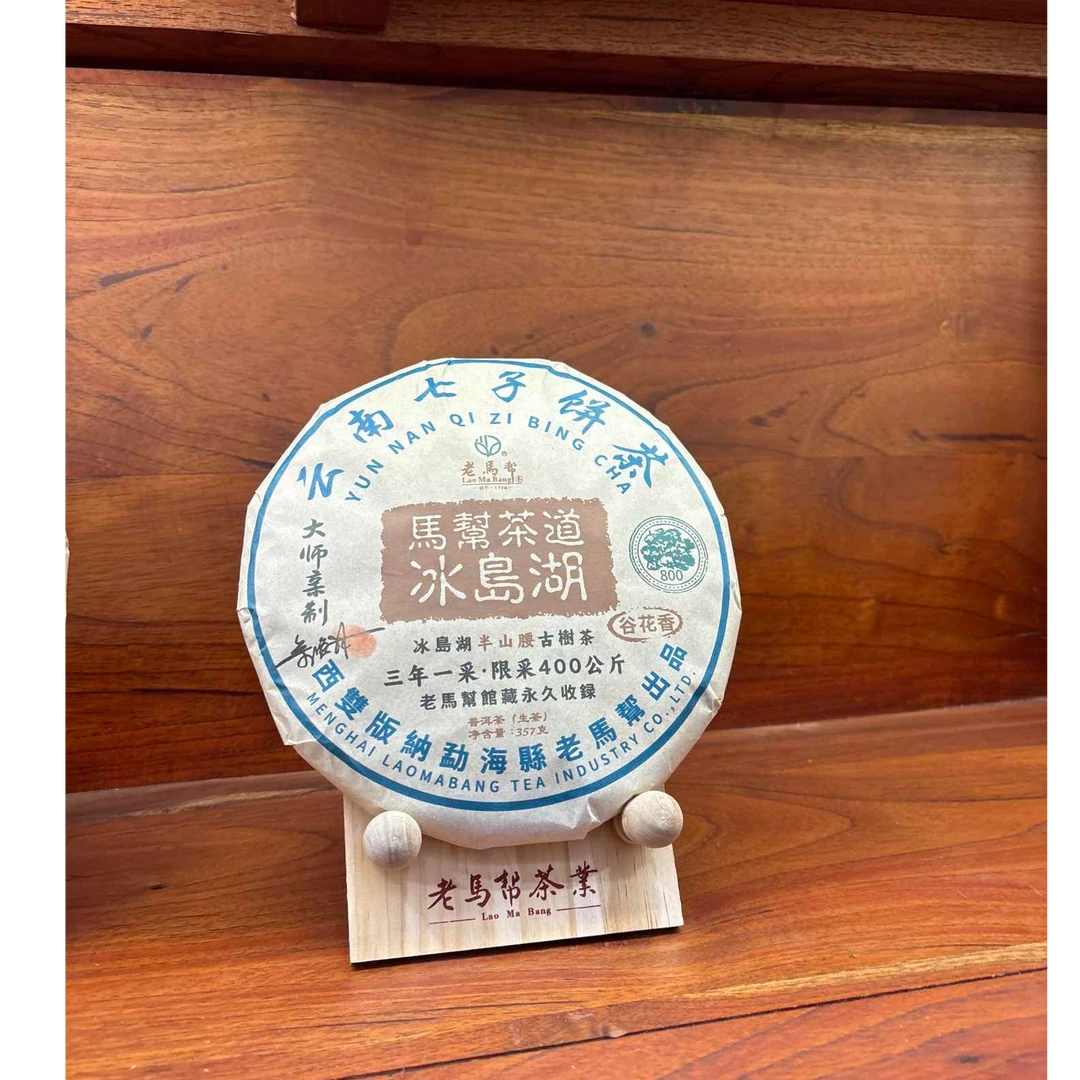 云南七子饼茶
YUN NAN QI ZI BING CHA
老馬帮
Lao Ma Bang
馬幫茶道
冰島湖
800
谷花香
大师亲制
冰島湖半山腰古樹茶
三年一采·限采400公斤
老馬幫館藏永久收録
普洱茶（生茶）
净含量：357克
西雙版納勐海縣老馬幫出品
MENGHAI LAOMABANG TEA INDUSTRY CO.,LTD.
老馬幫茶業
Lao Ma Bang